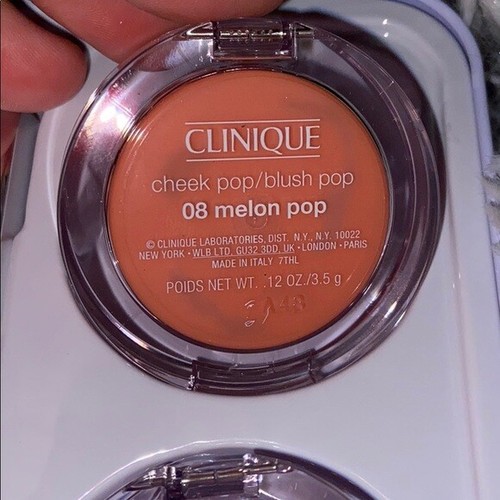 CLINIQUE
cheek pop/blush pop
08 melon pop
© CLINIQUE LABORATORIES, DIST. N.Y., N.Y. 10022
NEW YORK • WLB LTD, GU32 3DD, UK • LONDON • PARIS
MADE IN ITALY 7THL
POIDS NET WT. .12 OZ./3.5 g